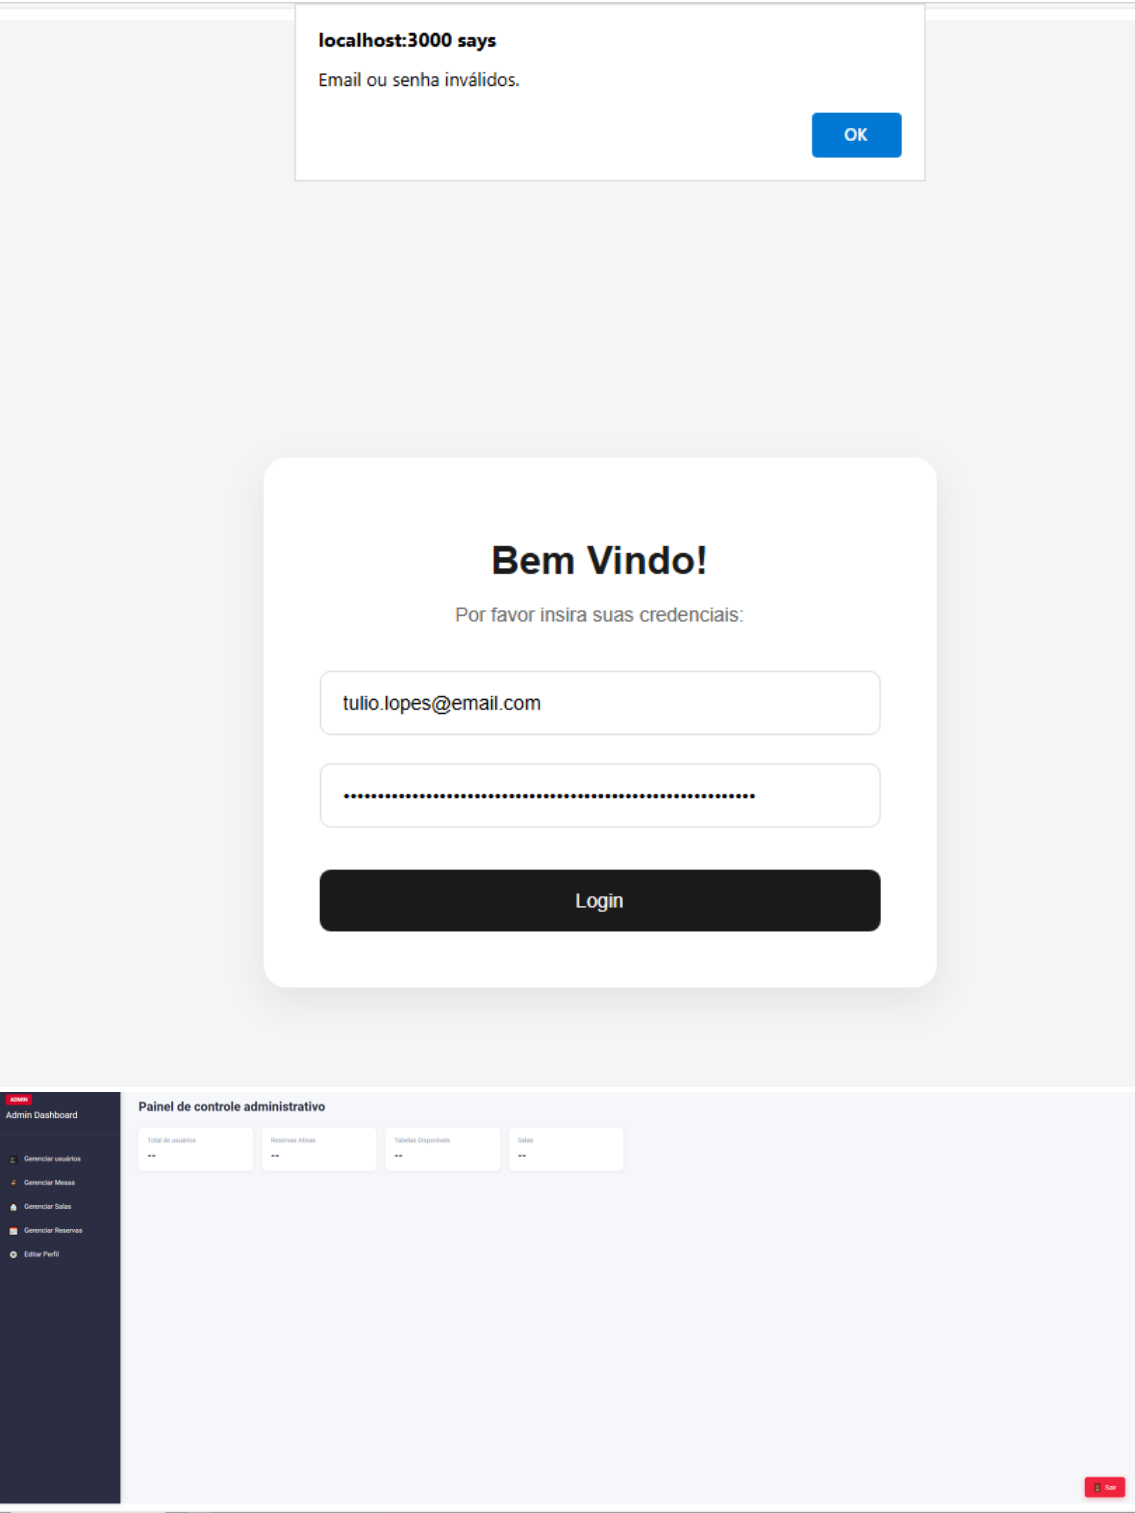 localhost:3000 says
Email ou senha inválidos.
OK
Bem Vindo!
Por favor insira suas credenciais:
tulio.lopes@email.com
••••••••••••••••••••••••••••••••••••••••••••••••••••••••••••
Login
ADMIN
Admin Dashboard
Gerenciar usuários
Gerenciar Mesas
Gerenciar Salas
Gerenciar Reservas
Editar Perfil
Painel de controle administrativo
Total de usuários
--
Reservas Ativas
--
Tabelas Disponíveis
--
Salas
--
Sair